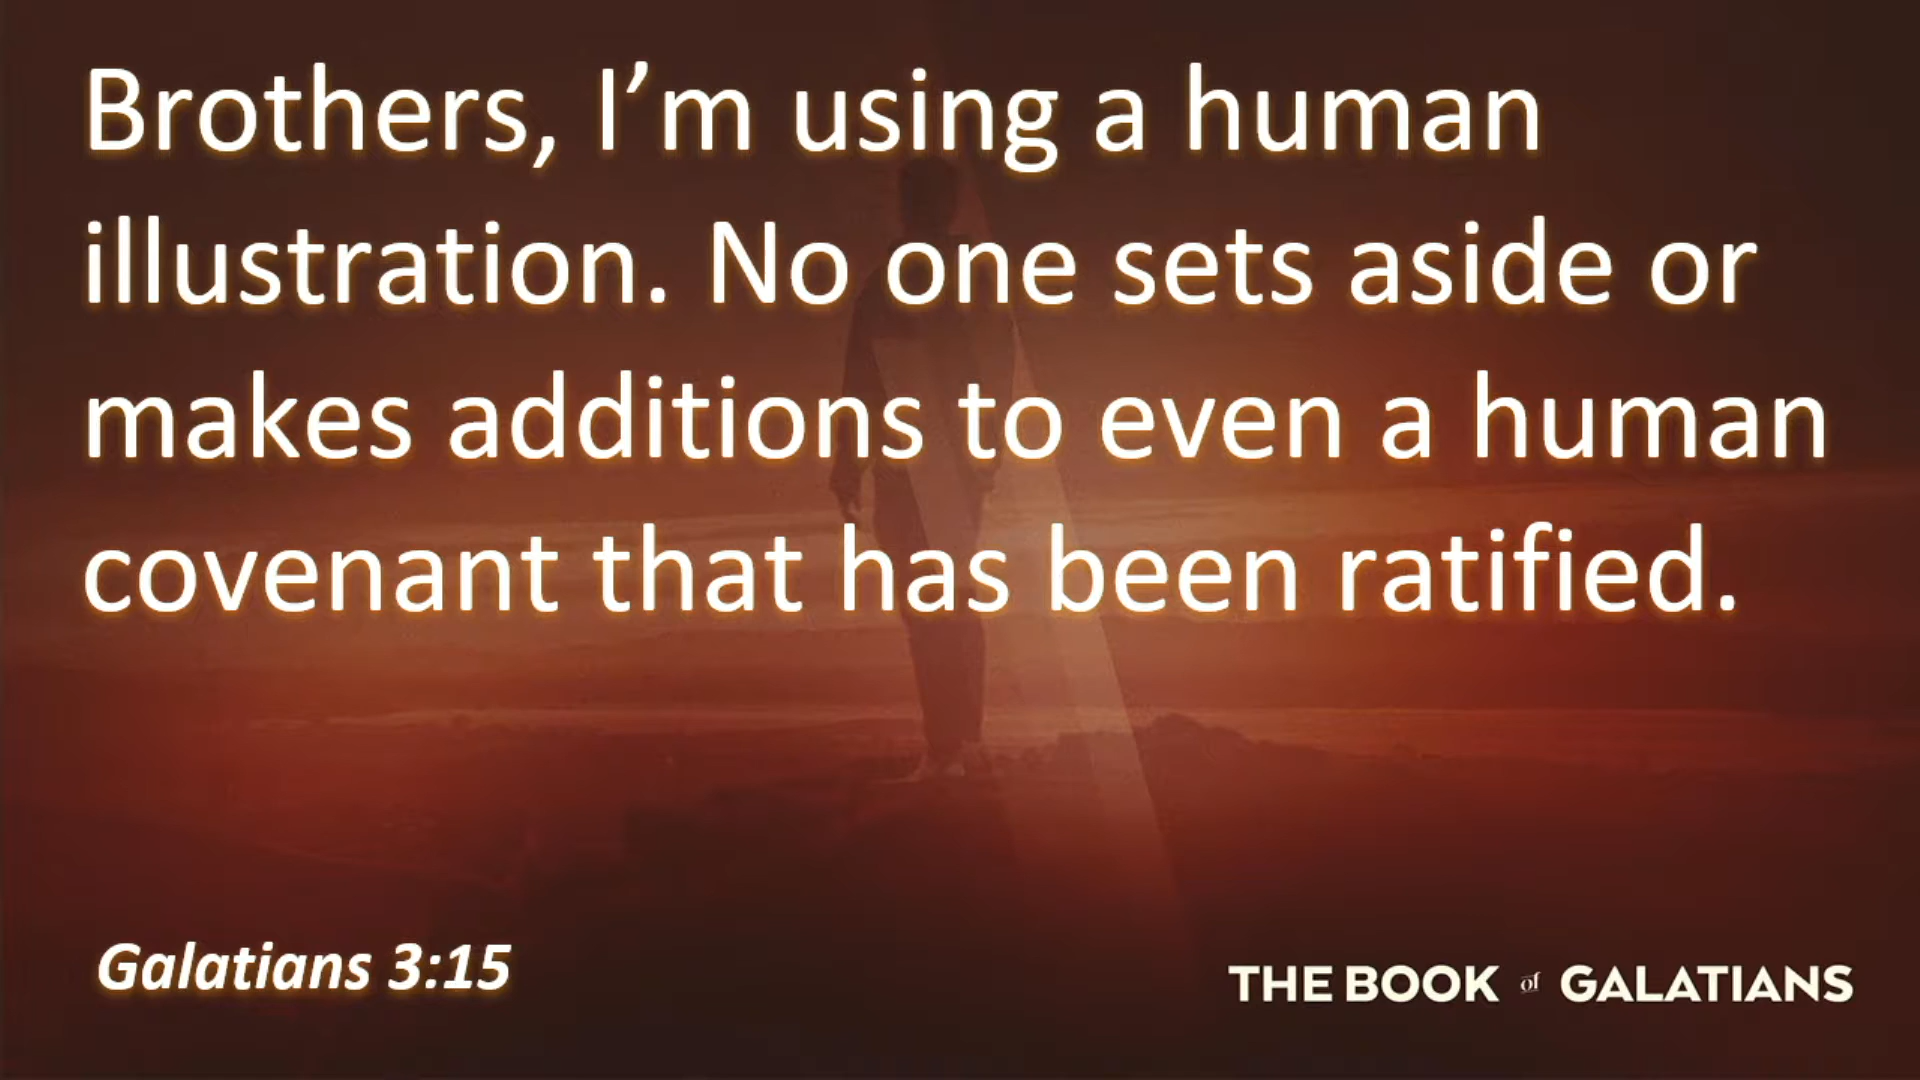 Brothers, I’m using a human
illustration. No one sets aside or
makes additions to even a human
covenant that has been ratified.
Galatians 3:15
THE BOOK of GALATIANS